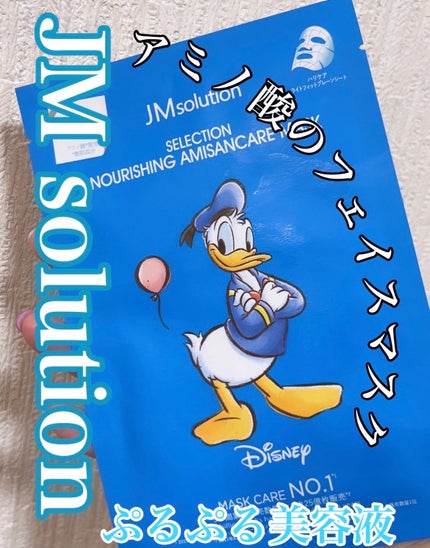 JM solution
アミノ酸のフェイスマスク
ハリケア
JMsolution
SELECTION
NOURISHING AMISANCARE
Disney
MASK CARE NO.1
ぷるぷる美容液